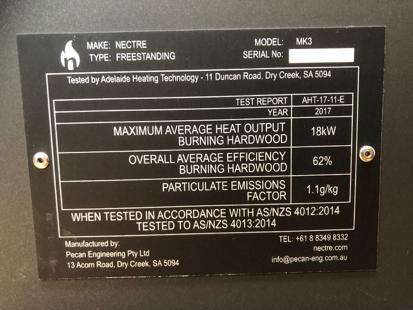 MAKE: NECTRE MODEL: MK3
TYPE: FREESTANDING SERIAL No:
Tested by Adelaide Heating Technology - 11 Duncan Road, Dry Creek, SA 5094
TEST REPORT AHT-17-11-E
YEAR 2017
MAXIMUM AVERAGE HEAT OUTPUT
BURNING HARDWOOD 18kW
OVERALL AVERAGE EFFICIENCY
BURNING HARDWOOD 62%
PARTICULATE EMISSIONS
FACTOR 1.1g/kg
WHEN TESTED IN ACCORDANCE WITH AS/NZS 4012:2014
TESTED TO AS/NZS 4013:2014
Manufactured by:
Pecan Engineering Pty Ltd
13 Acorn Road, Dry Creek, SA 5094
TEL: +61 8 8349 8332
nectre.com
info@pecan-eng.com.au